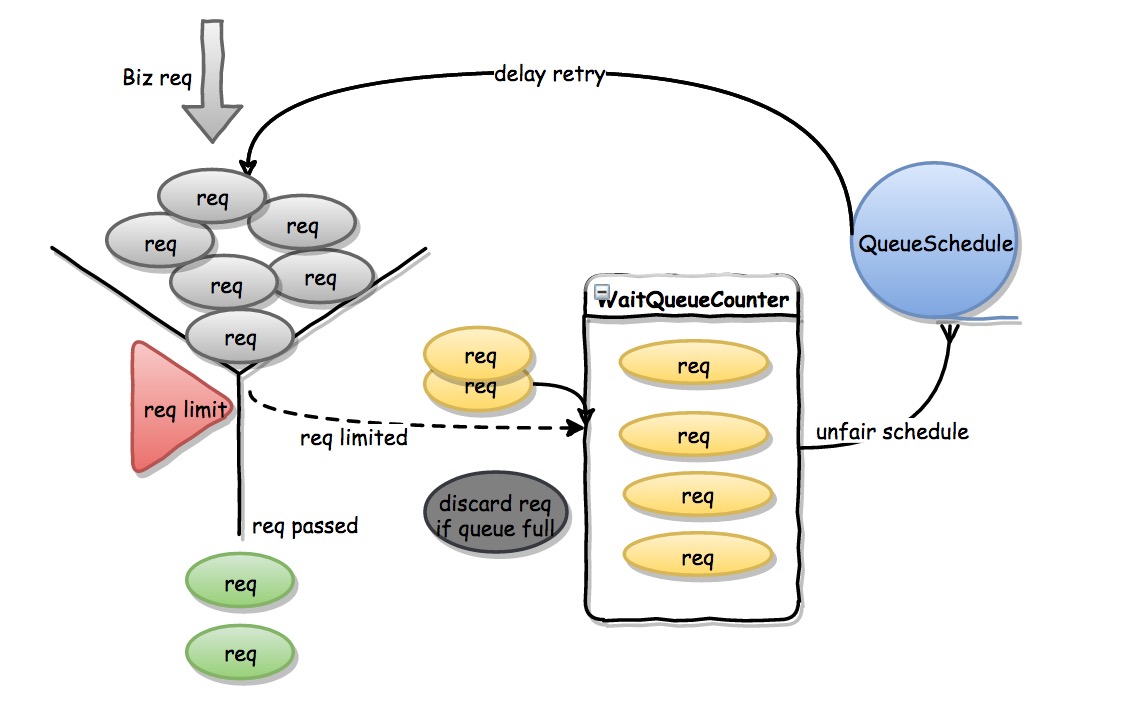 Biz req
delay retry
req
req
req
req
req
req
QueueSchedule
WaitQueueCounter
req
req
req
req limit
req limited
req
unfair schedule
discard req
if queue full
req
req passed
req
req
req